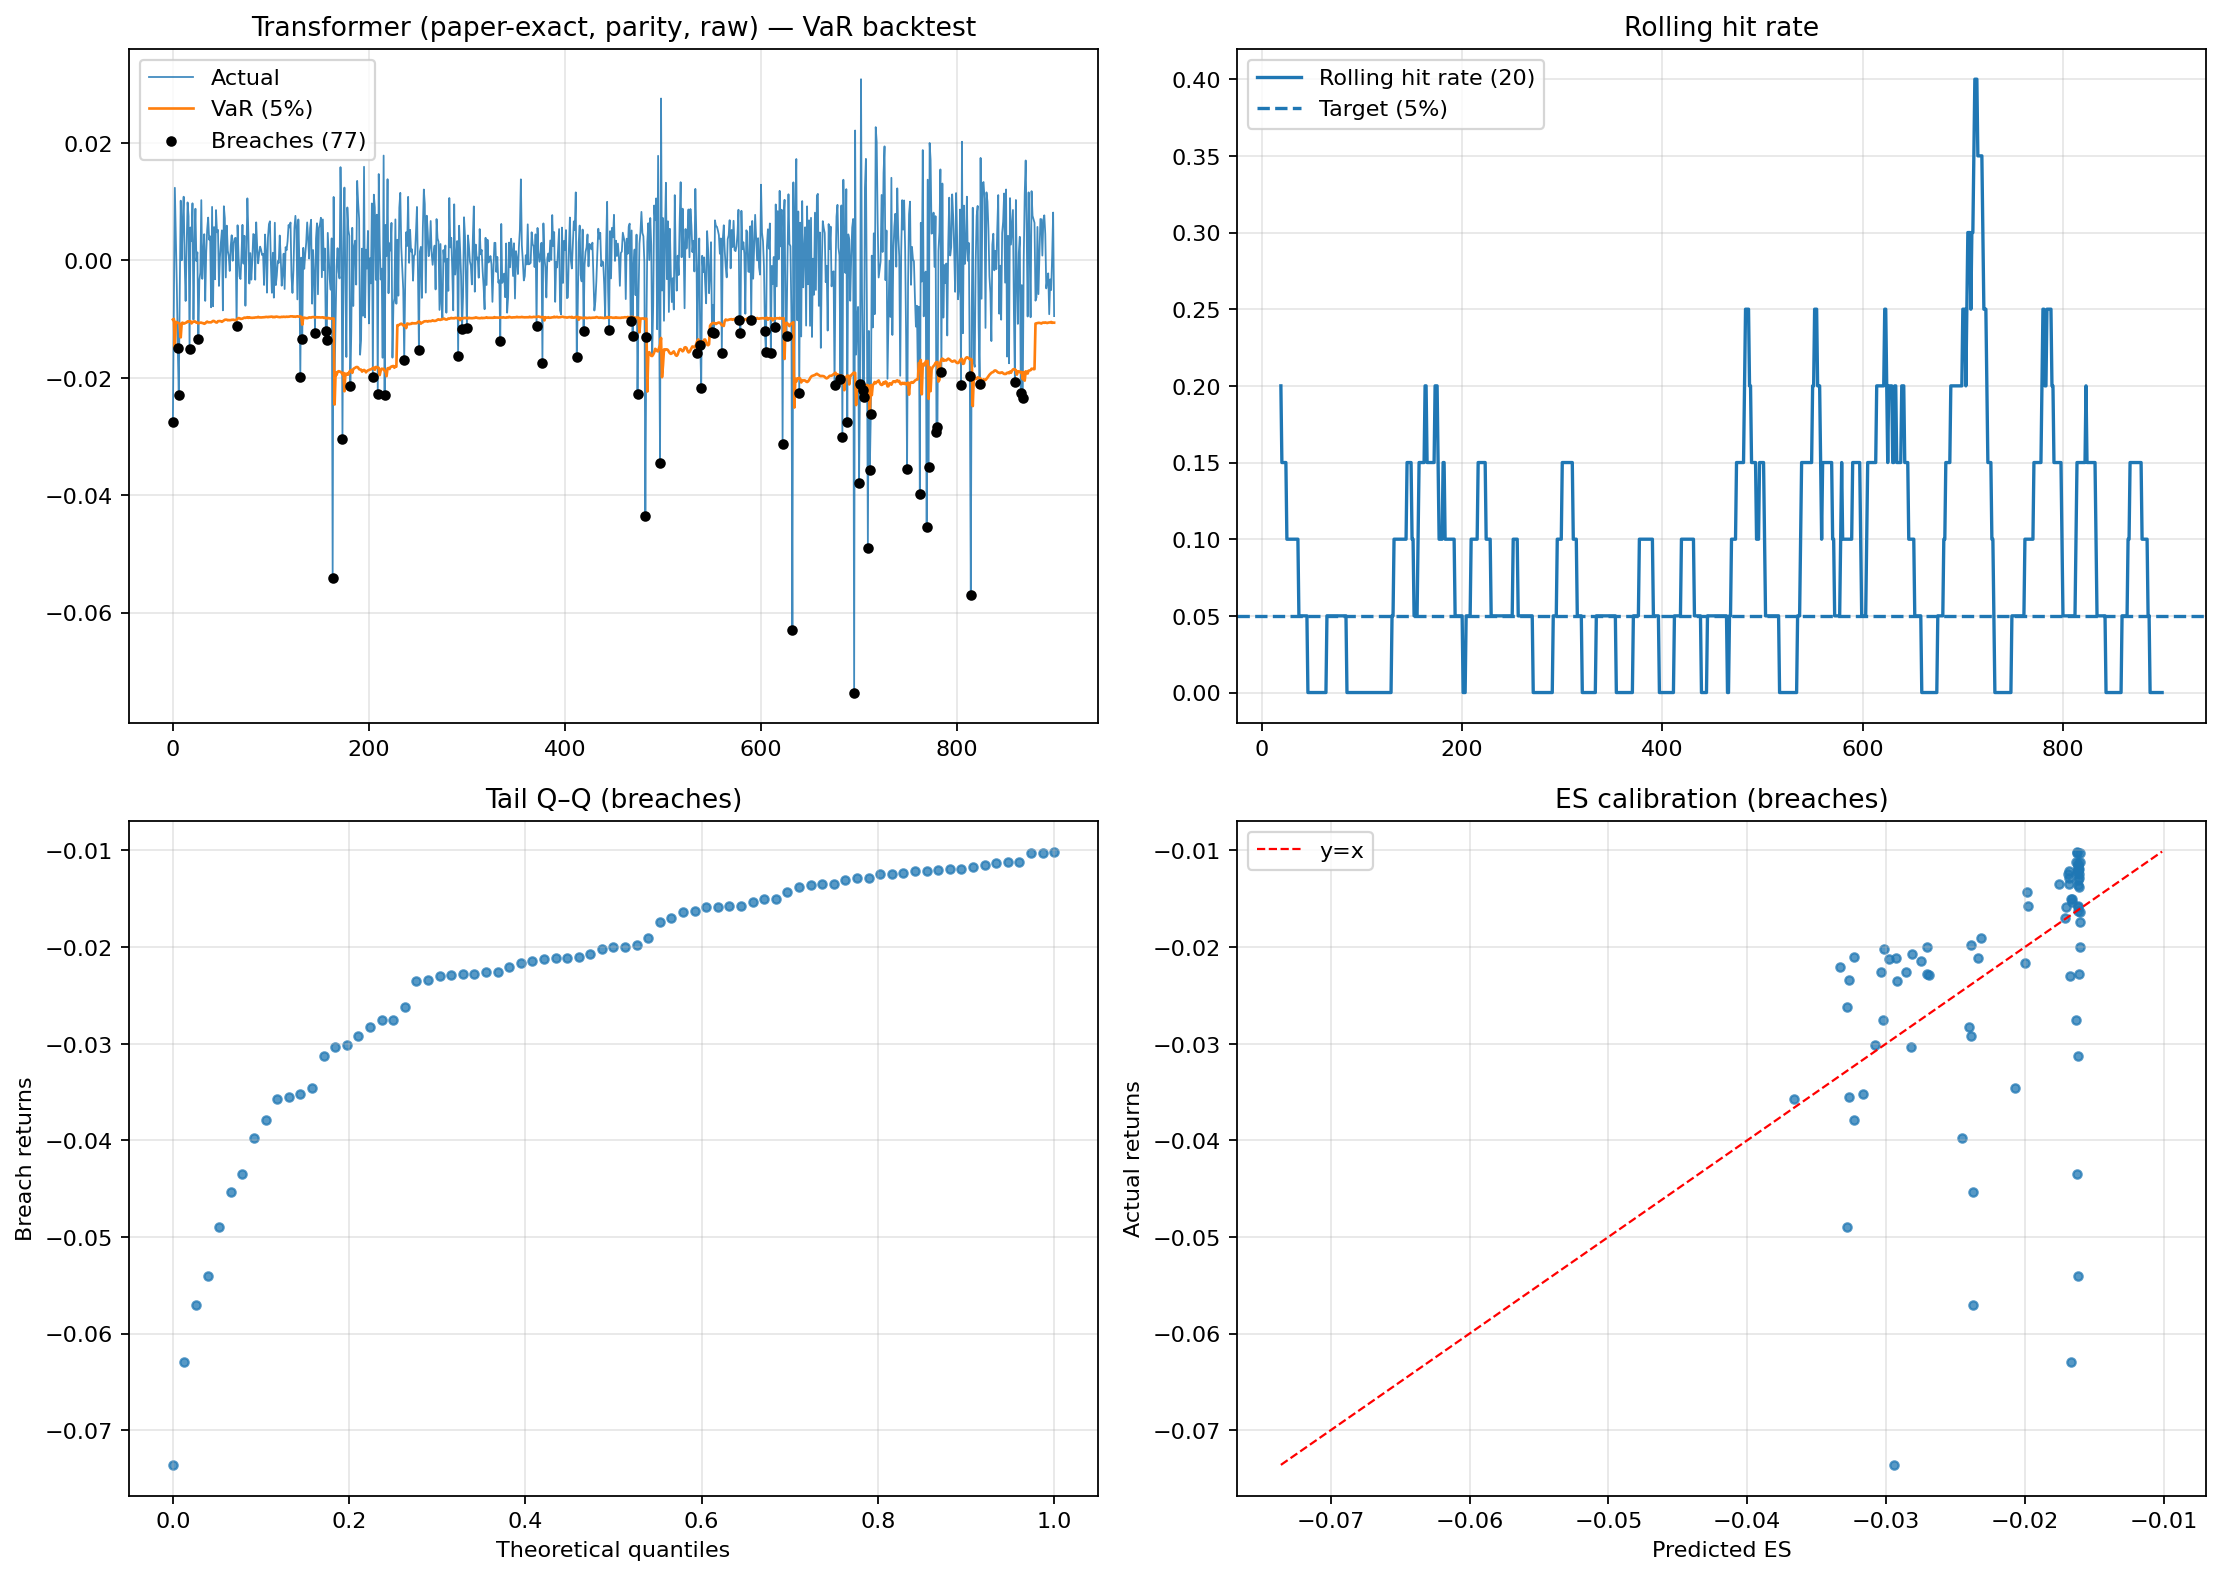 Transformer (paper-exact, parity, raw) — VaR backtest
Actual
VaR (5%)
Breaches (77)
0.02
0.00
−0.02
−0.04
−0.06
0 200 400 600 800
Rolling hit rate
Rolling hit rate (20)
Target (5%)
0.40
0.35
0.30
0.25
0.20
0.15
0.10
0.05
0.00
0 200 400 600 800
Tail Q–Q (breaches)
Breach returns
−0.01
−0.02
−0.03
−0.04
−0.05
−0.06
−0.07
0.0 0.2 0.4 0.6 0.8 1.0
Theoretical quantiles
ES calibration (breaches)
y=x
Actual returns
−0.01
−0.02
−0.03
−0.04
−0.05
−0.06
−0.07
−0.07 −0.06 −0.05 −0.04 −0.03 −0.02 −0.01
Predicted ES